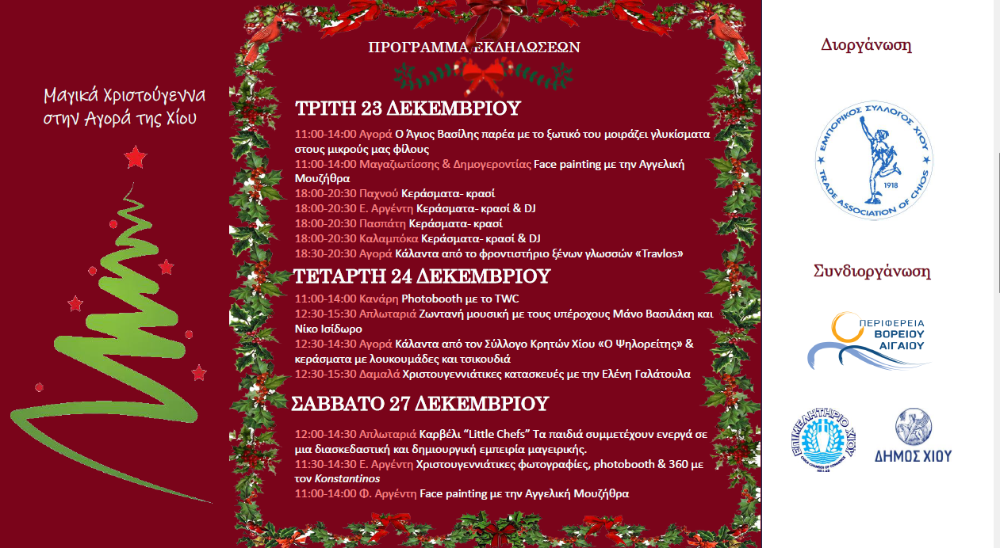 Μαγικά Χριστούγεννα
στην Αγορά της Χίου
ΠΡΟΓΡΑΜΜΑ ΕΚΔΗΛΩΣΕΩΝ
ΤΡΙΤΗ 23 ΔΕΚΕΜΒΡΙΟΥ
11:00-14:00 Αγορά Ο Άγιος Βασίλης παρέα με το ξωτικό του μοιράζει γλυκίσματα
στους μικρούς μας φίλους
11:00-14:00 Μαγαζιωτίσσης & Δημογεροντίας Face painting με την Αγγελική
Μουζήθρα
18:00-20:30 Παχνού Κεράσματα- κρασί
18:00-20:30 Ε. Αργέντη Κεράσματα- κρασί & DJ
18:00-20:30 Πασπάτη Κεράσματα- κρασί
18:00-20:30 Καλαμπόκα Κεράσματα- κρασί & DJ
18:30-20:30 Αγορά Κάλαντα από το φροντιστήριο ξένων γλωσσών «Travlos»
ΤΕΤΑΡΤΗ 24 ΔΕΚΕΜΒΡΙΟΥ
11:00-14:00 Κανάρη Photobooth με το TWC
12:30-15:30 Απλωταριά Ζωντανή μουσική με τους υπέροχους Μάνο Βασιλάκη και
Νίκο Ισίδωρο
12:30-14:30 Αγορά Κάλαντα από τον Σύλλογο Κρητών Χίου «Ο Ψηλορείτης» &
κεράσματα με λουκουμάδες και τσικουδιά
12:30-15:30 Δαμαλά Χριστουγεννιάτικες κατασκευές με την Ελένη Γαλάτουλα
ΣΑΒΒΑΤΟ 27 ΔΕΚΕΜΒΡΙΟΥ
12:00-14:30 Απλωταριά Καρβέλι “Little Chefs” Τα παιδιά συμμετέχουν ενεργά σε
μια διασκεδαστική και δημιουργική εμπειρία μαγειρικής.
11:30-14:30 Ε. Αργέντη Χριστουγεννιάτικες φωτογραφίες, photobooth & 360 με
τον Konstantinos
11:00-14:00 Φ. Αργέντη Face painting με την Αγγελική Μουζήθρα
Διοργάνωση
ΕΜΠΟΡΙΚΟΣ ΣΥΛΛΟΓΟΣ ΧΙΟΥ
1918
TRADE ASSOCIATION OF CHIOS
Συνδιοργάνωση
ΠΕΡΙΦΕΡΕΙΑ
ΒΟΡΕΙΟΥ
ΑΙΓΑΙΟΥ
ΕΠΙΜΕΛΗΤΗΡΙΟ ΧΙΟΥ
CHIOS CHAMBER OF COMMERCE
HELLAS
ΔΗΜΟΣ ΧΙΟΥ